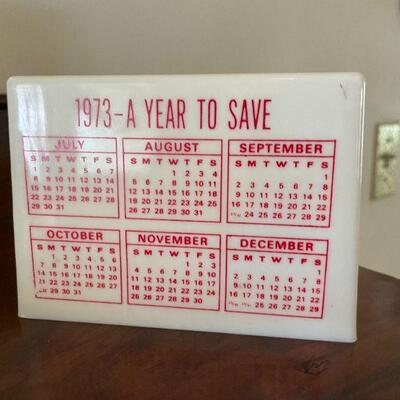 1973-A YEAR TO SAVE
JULY
S M T W T F S
1 2 3 4 5 6 7
8 9 10 11 12 13 14
15 16 17 18 19 20 21
22 23 24 25 26 27 28
29 30 31
AUGUST
S M T W T F S
1 2 3 4
5 6 7 8 9 10 11
12 13 14 15 16 17 18
19 20 21 22 23 24 25
26 27 28 29 30 31
SEPTEMBER
S M T W T F S
1
2 3 4 5 6 7 8
9 10 11 12 13 14 15
16 17 18 19 20 21 22
24 25 26 27 28 29
OCTOBER
S M T W T F S
1 2 3 4 5 6
7 8 9 10 11 12 13
14 15 16 17 18 19 20
21 22 23 24 25 26 27
28 29 30 31
NOVEMBER
S M T W T F S
1 2 3
4 5 6 7 8 9 10
11 12 13 14 15 16 17
18 19 20 21 22 23 24
25 26 27 28 29 30
DECEMBER
S M T W T F S
1
2 3 4 5 6 7 8
9 10 11 12 13 14 15
16 17 18 19 20 21 22
25 26 27 28 29